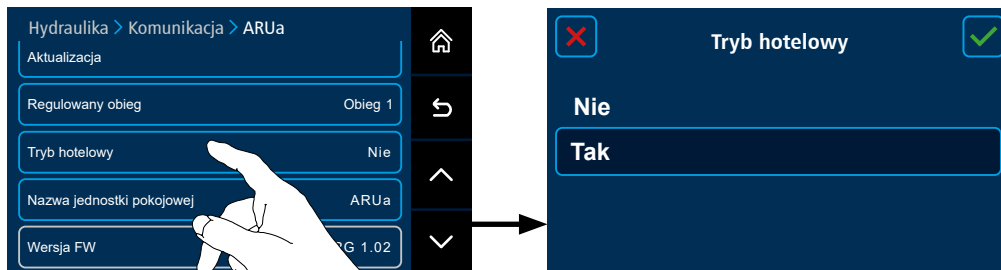 Hydraulika > Komunikacja > ARUa
Aktualizacja
Regulowany obieg Obieg 1
Tryb hotelowy Nie
Nazwa jednostki pokojowej ARUa
Wersja FW G 1.02
Tryb hotelowy
Nie
Tak